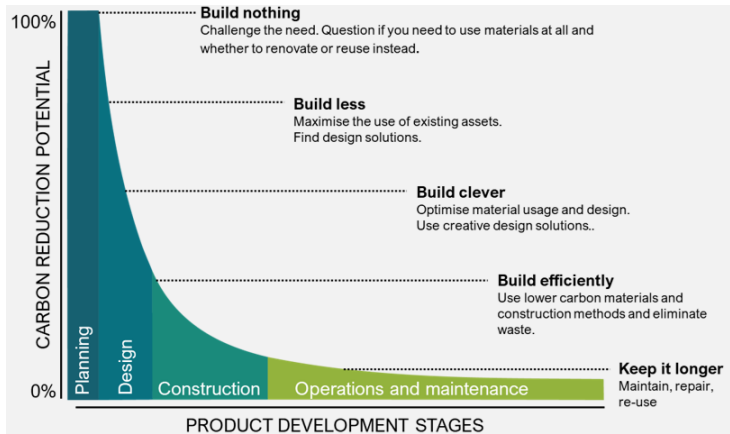 100%
Build nothing
Challenge the need. Question if you need to use materials at all and
whether to renovate or reuse instead.
Build less
Maximise the use of existing assets.
Find design solutions.
Build clever
Optimise material usage and design.
Use creative design solutions..
Build efficiently
Use lower carbon materials and
construction methods and eliminate
waste.
Keep it longer
Maintain, repair,
re-use
CARBON REDUCTION POTENTIAL
0%
Planning
Design
Construction
Operations and maintenance
PRODUCT DEVELOPMENT STAGES